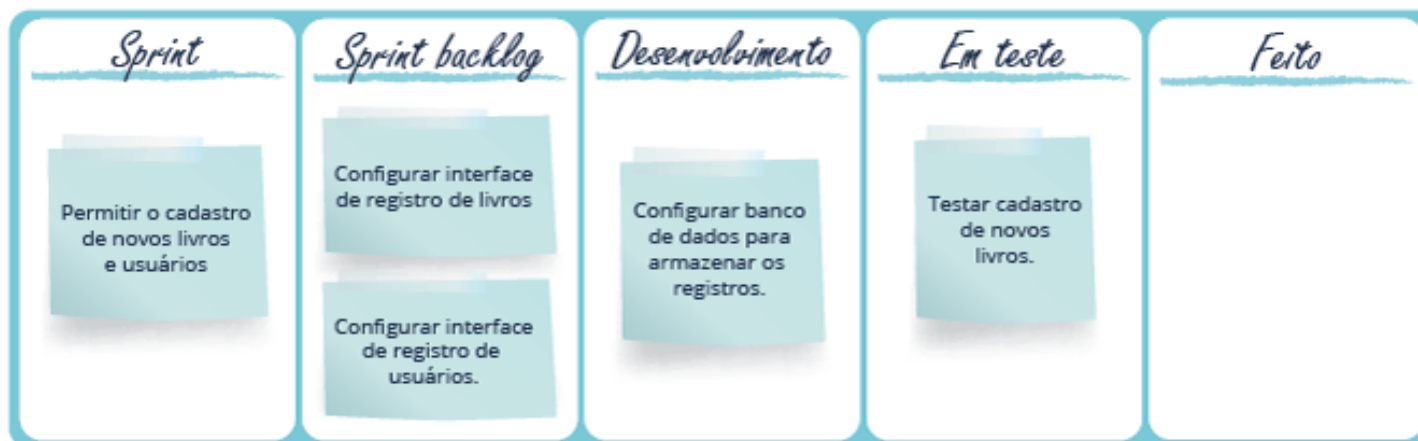 Sprint
Sprint backlog
Desenvolvimento
Em teste
Feito
Permitir o cadastro
de novos livros
e usuários
Configurar interface
de registro de livros
Configurar interface
de registro de
usuários.
Configurar banco
de dados para
armazenar os
registros.
Testar cadastro
de novos
livros.